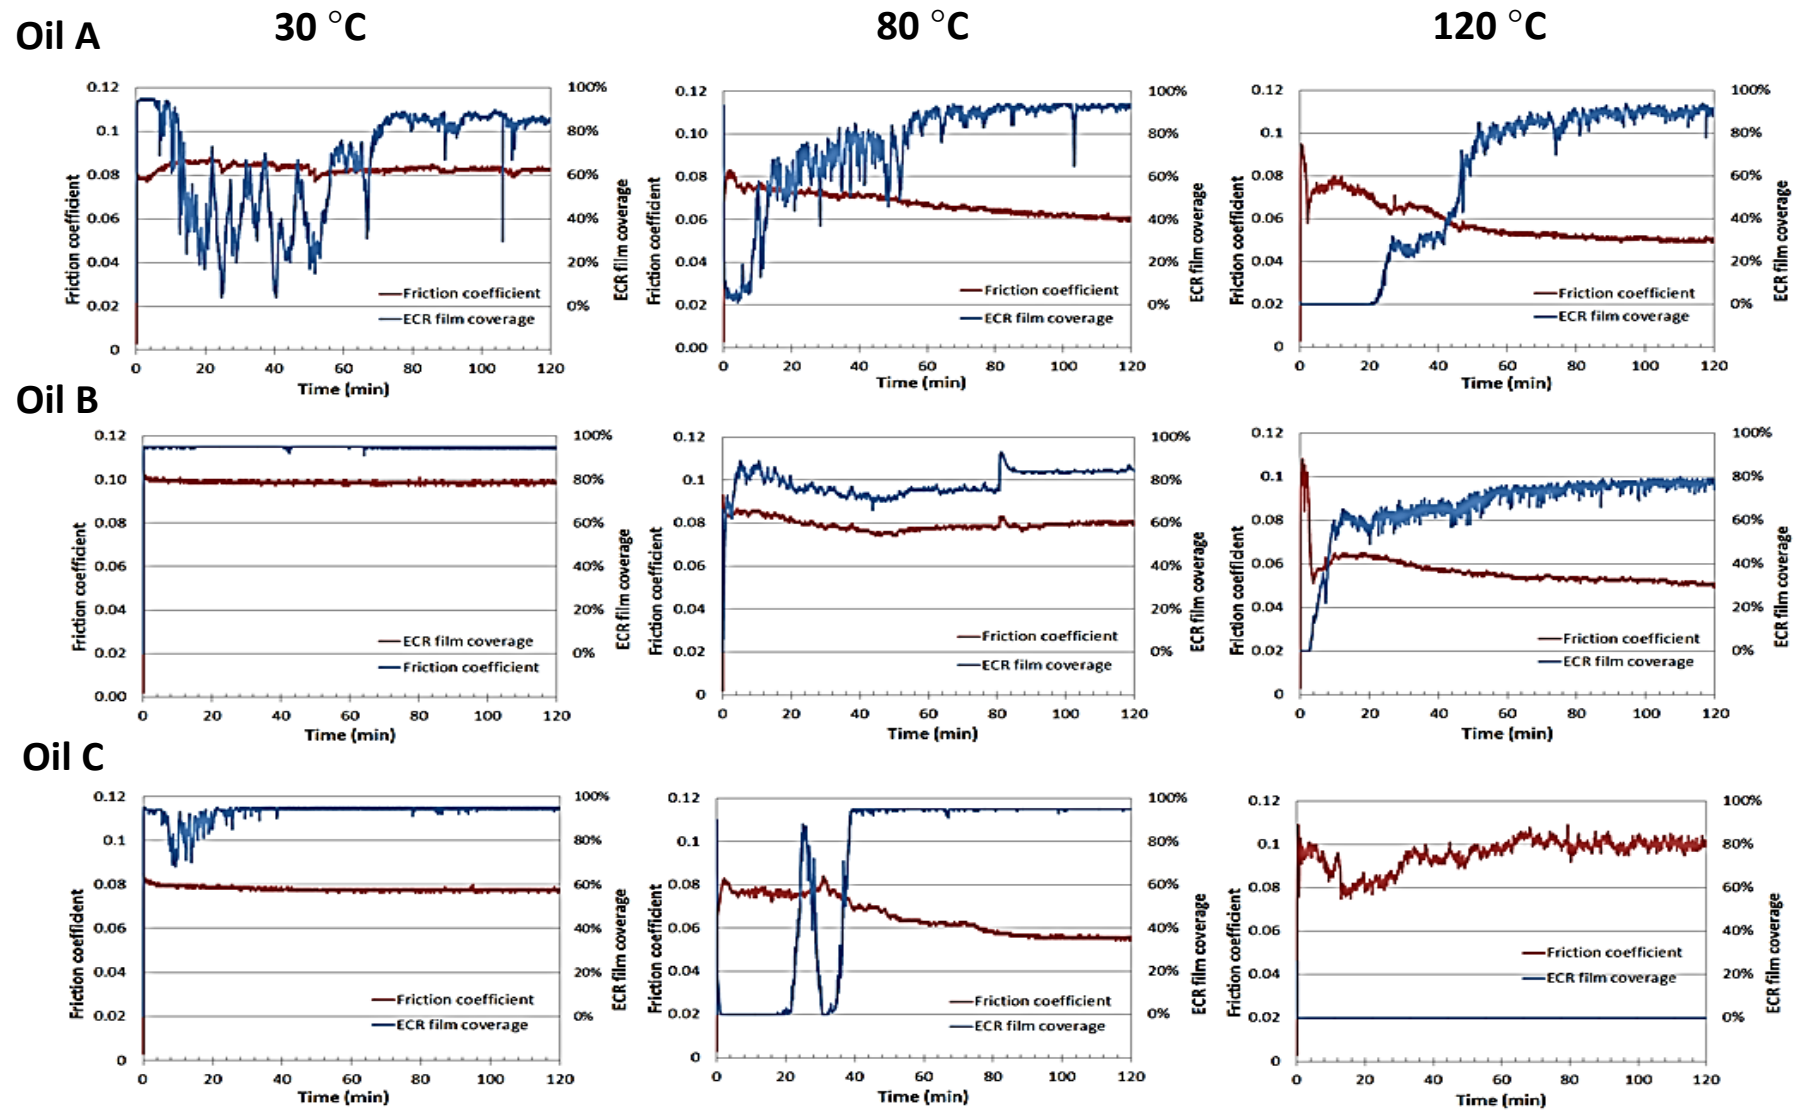 30 °C
80 °C
120 °C
Oil A
0.12
0.1
0.08
0.06
0.04
0.02
0
Friction coefficient
100%
80%
60%
40%
20%
0%
ECR film coverage
Friction coefficient
ECR film coverage
0 20 40 60 80 100 120
Time (min)
0.12
0.10
0.08
0.06
0.04
0.02
0.00
Friction coefficient
100%
80%
60%
40%
20%
0%
ECR film coverage
Friction coefficient
ECR film coverage
0 20 40 60 80 100 120
Time (min)
0.12
0.1
0.08
0.06
0.04
0.02
0
Friction coefficient
100%
80%
60%
40%
20%
0%
ECR film coverage
Friction coefficient
ECR film coverage
0 20 40 60 80 100 120
Time (min)
Oil B
0.12
0.10
0.08
0.06
0.04
0.02
0.00
Friction coefficient
100%
80%
60%
40%
20%
0%
ECR film coverage
ECR film coverage
Friction coefficient
0 20 40 60 80 100 120
Time (min)
0.12
0.1
0.08
0.06
0.04
0.02
0
Friction coefficient
100%
80%
60%
40%
20%
0%
ECR film coverage
Friction coefficient
ECR film coverage
0 20 40 60 80 100 120
Time (min)
0.12
0.1
0.08
0.06
0.04
0.02
0
Friction coefficient
100%
80%
60%
40%
20%
0%
ECR film coverage
Friction coefficient
ECR film coverage
0 20 40 60 80 100 120
Time (min)
Oil C
0.12
0.1
0.08
0.06
0.04
0.02
0
Friction coefficient
100%
80%
60%
40%
20%
0%
ECR film coverage
Friction coefficient
ECR film coverage
0 20 40 60 80 100 120
Time (min)
0.12
0.1
0.08
0.06
0.04
0.02
0
Friction coefficient
100%
80%
60%
40%
20%
0%
ECR film coverage
Friction coefficient
ECR film coverage
0 20 40 60 80 100 120
Time (min)
0.12
0.1
0.08
0.06
0.04
0.02
0
Friction coefficient
100%
80%
60%
40%
20%
0%
ECR film coverage
Friction coefficient
ECR film coverage
0 20 40 60 80 100 120
Time (min)